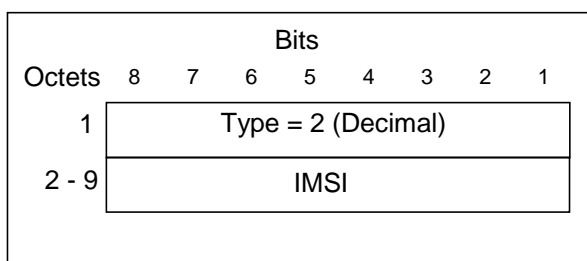 Bits
Octets 8 7 6 5 4 3 2 1
1 Type = 2 (Decimal)
2 - 9 IMSI